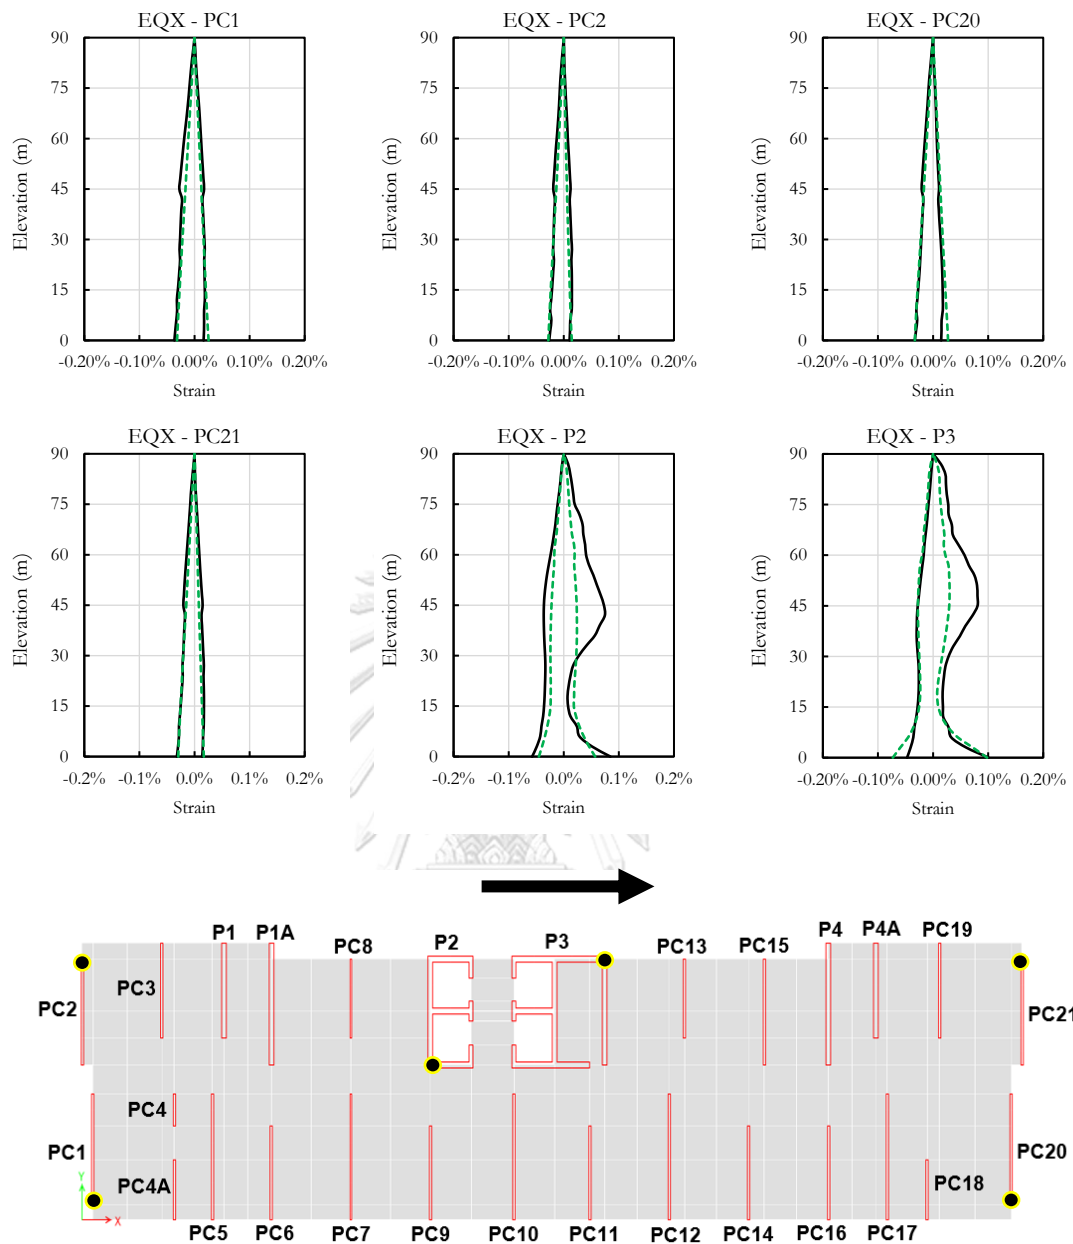 EQX - PC1
90
75
60
45
30
15
0
Elevation (m)
-0.20% -0.10% 0.00% 0.10% 0.20%
Strain
EQX - PC2
90
75
60
45
30
15
0
Elevation (m)
-0.20% -0.10% 0.00% 0.10% 0.20%
Strain
EQX - PC20
90
75
60
45
30
15
0
Elevation (m)
-0.20% -0.10% 0.00% 0.10% 0.20%
Strain
EQX - PC21
90
75
60
45
30
15
0
Elevation (m)
-0.2% -0.1% 0.0% 0.1% 0.2%
Strain
EQX - P2
90
75
60
45
30
15
0
Elevation (m)
-0.2% -0.1% 0.0% 0.1% 0.2%
Strain
EQX - P3
90
75
60
45
30
15
0
Elevation (m)
-0.20% -0.10% 0.00% 0.10% 0.20%
Strain
P1 P1A PC8 P2 P3 PC13 PC15 P4 P4A PC19
PC3
PC2 PC21
PC4
PC1 PC20
PC4A PC18
Y
X
PC5 PC6 PC7 PC9 PC10 PC11 PC12 PC14 PC16 PC17